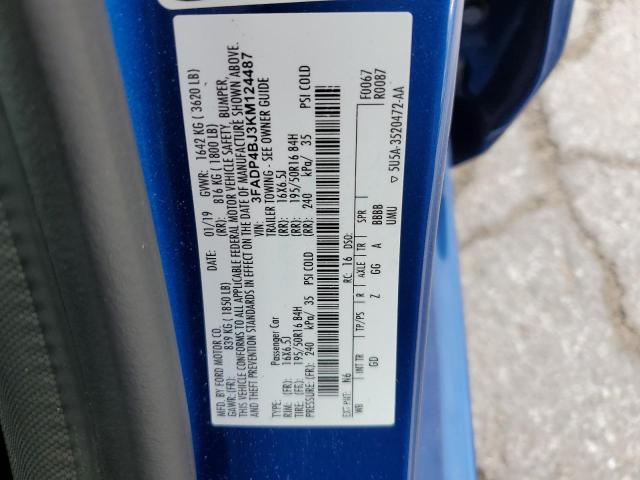 MFD. BY FORD MOTOR CO. DATE: 01/19 GVWR: 1642 KG ( 3620 LB)
GAWR: (FR): 839 KG ( 1850 LB) (RR): 816 KG ( 1800 LB)
THIS VEHICLE CONFORMS TO ALL APPLICABLE FEDERAL MOTOR VEHICLE SAFETY, BUMPER,
AND THEFT PREVENTION STANDARDS IN EFFECT ON THE DATE OF MANUFACTURE SHOWN ABOVE.
VIN: 3FADP4BJ3KM124487
Passenger Car TRAILER TOWING - SEE OWNER GUIDE
RIM: (FR): 16X6.5J (RR): 16X6.5J
TIRE: (FR): 195/50R16 84H (RR): 195/50R16 84H
PRESSURE: (FR): 240 kPa/ 35 PSI COLD (RR): 240 kPa/ 35 PSI COLD
EXT PNT: N6 RC: 16 DSO: F0067
R0087
WB INT TR TP/PS R AXLE TR SPR
GD Z GG A BBBB
UMU
5U5A-3520472-AA